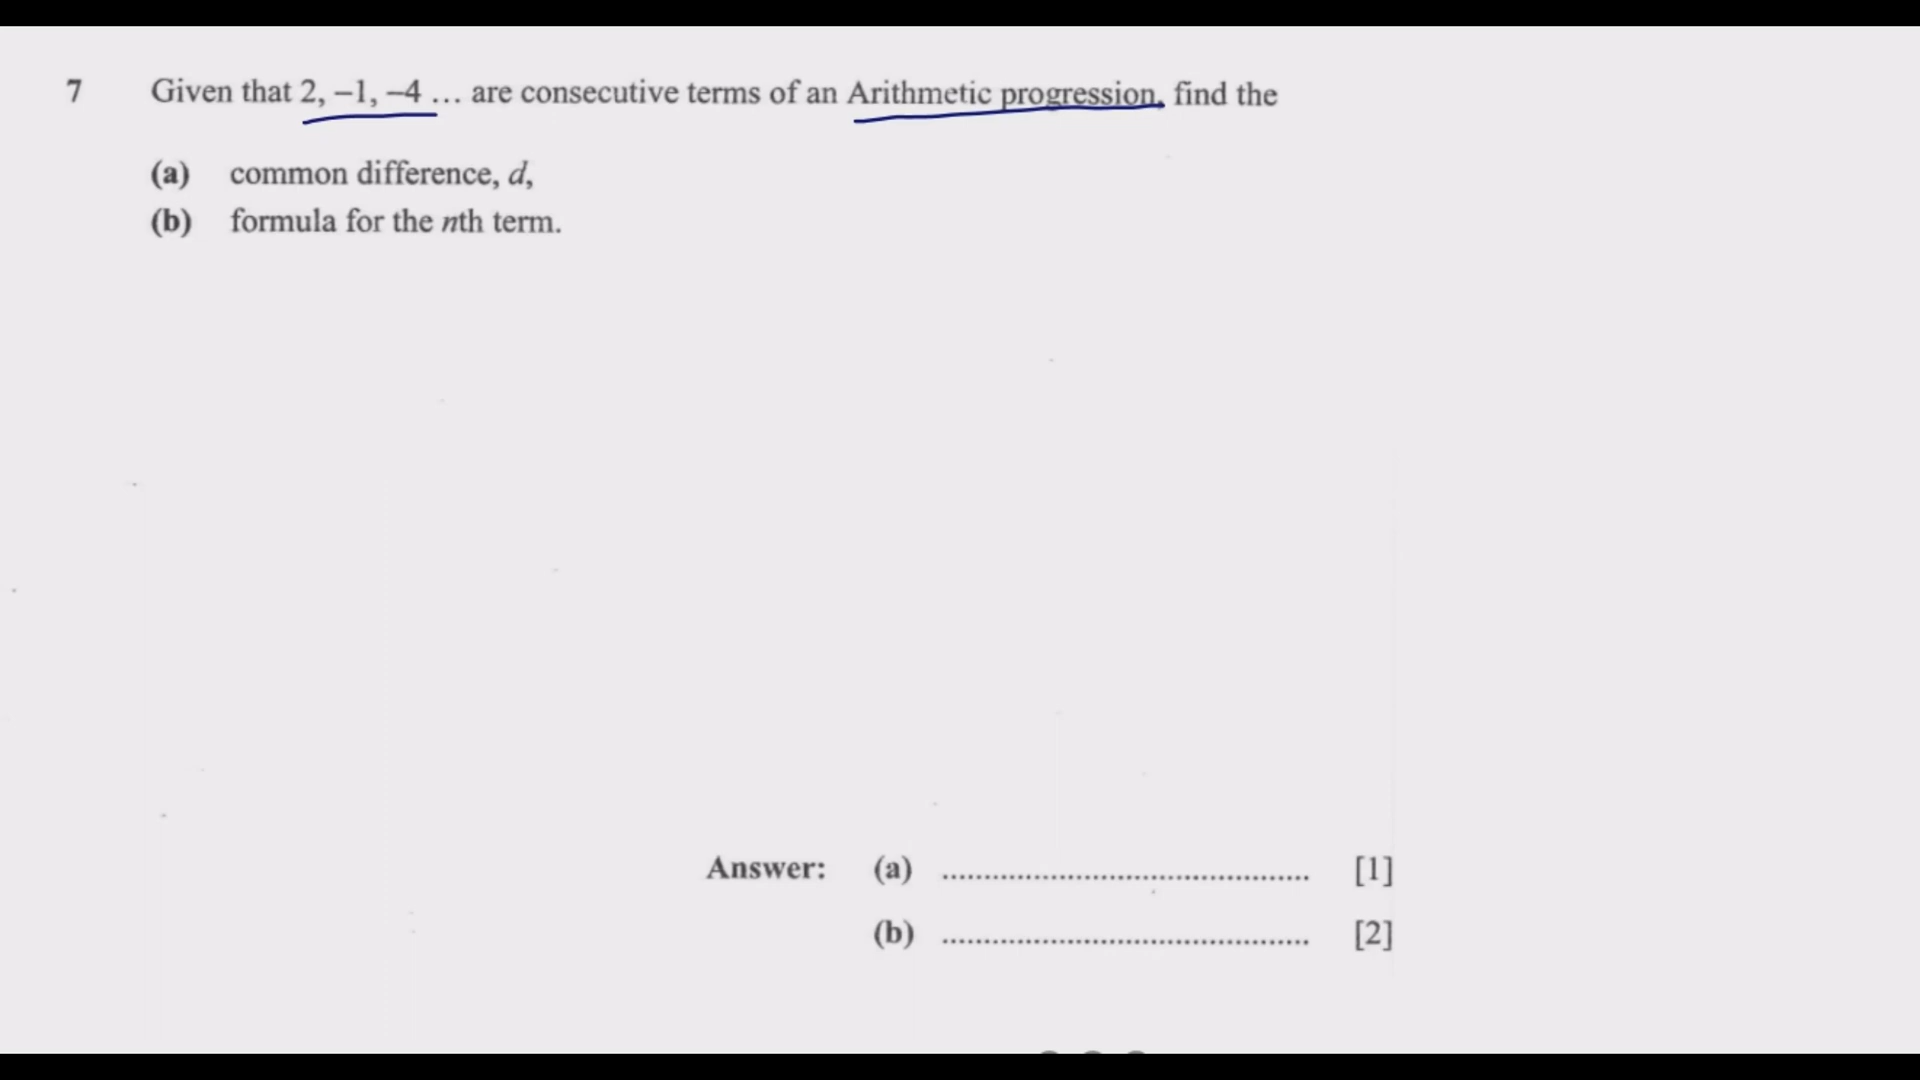 7 Given that 2, –1, –4 ... are consecutive terms of an Arithmetic progression, find the
(a) common difference, d,
(b) formula for the nth term.
Answer: (a) ............................................ [1]
(b) ............................................ [2]